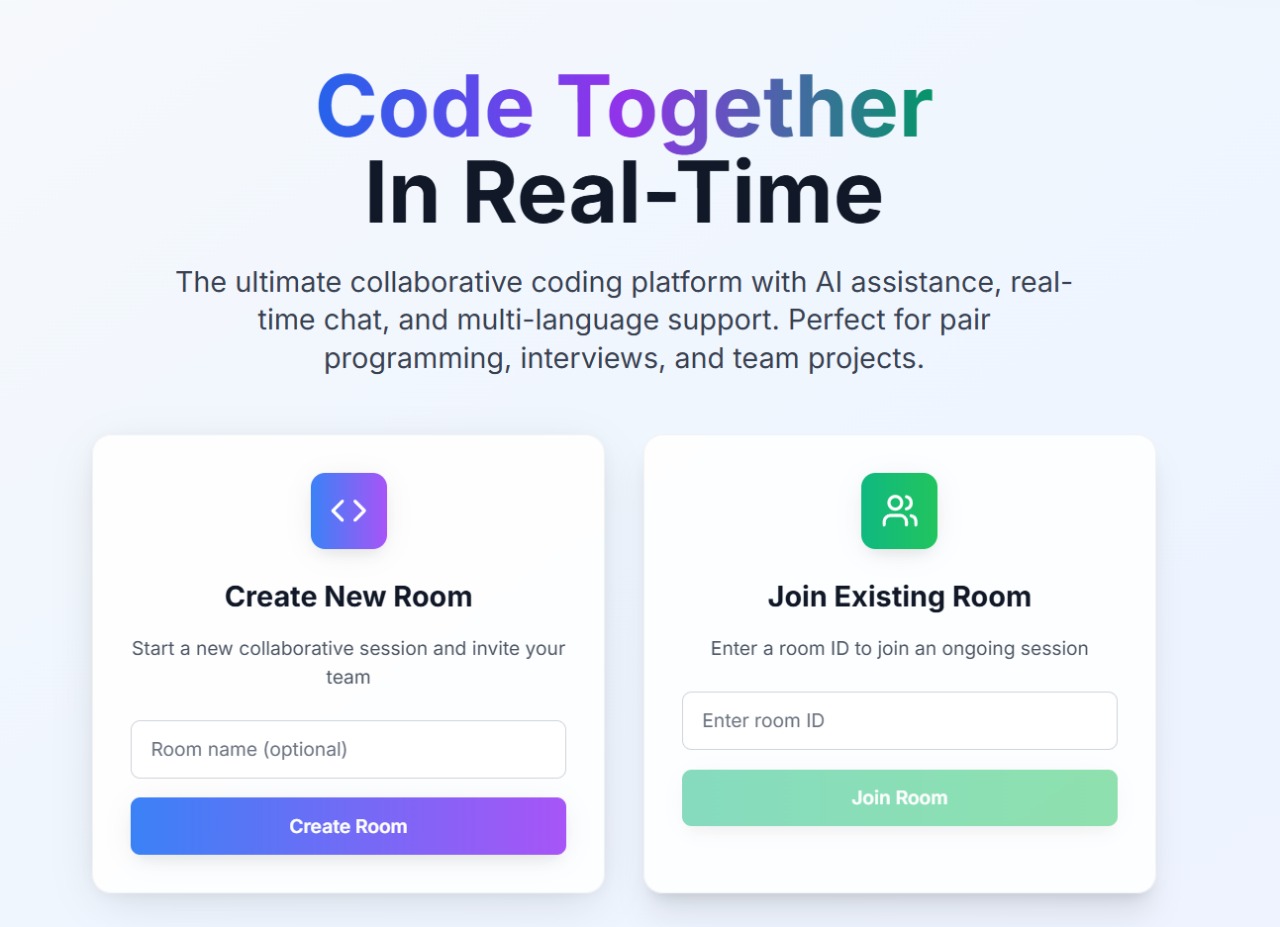 Code Together
In Real-Time
The ultimate collaborative coding platform with AI assistance, real-
time chat, and multi-language support. Perfect for pair
programming, interviews, and team projects.
Create New Room
Start a new collaborative session and invite your
team
Room name (optional)
Create Room
Join Existing Room
Enter a room ID to join an ongoing session
Enter room ID
Join Room